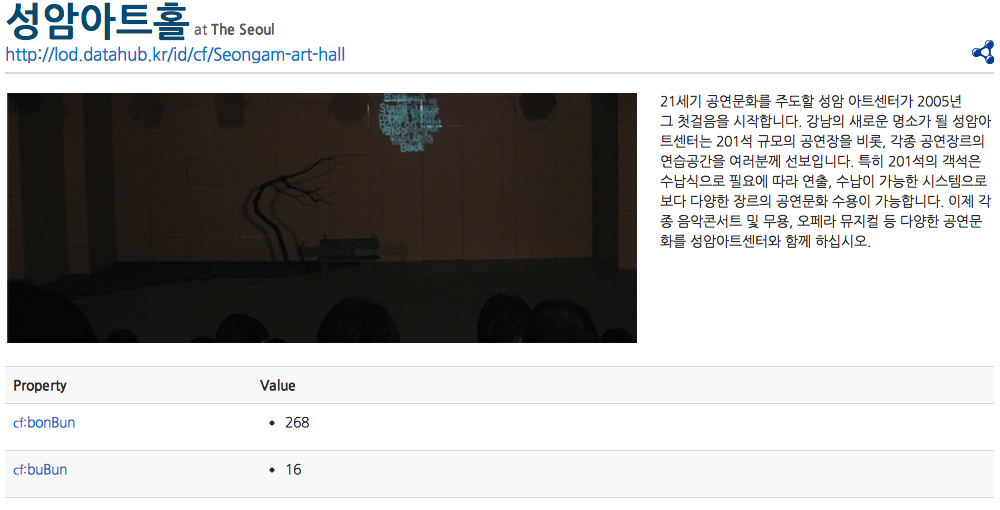 성암아트홀 at The Seoul
http://lod.datahub.kr/id/cf/Seongam-art-hall
Back
21세기 공연문화를 주도할 성암 아트센터가 2005년
그 첫걸음을 시작합니다. 강남의 새로운 명소가 될 성암아
트센터는 201석 규모의 공연장을 비롯, 각종 공연장르의
연습공간을 여러분께 선보입니다. 특히 201석의 객석은
수납식으로 필요에 따라 연출, 수납이 가능한 시스템으로
보다 다양한 장르의 공연문화 수용이 가능합니다. 이제 각
종 음악콘서트 및 무용, 오페라 뮤지컬 등 다양한 공연문
화를 성암아트센터와 함께 하십시오.
Property Value
cf:bonBun • 268
cf:buBun • 16